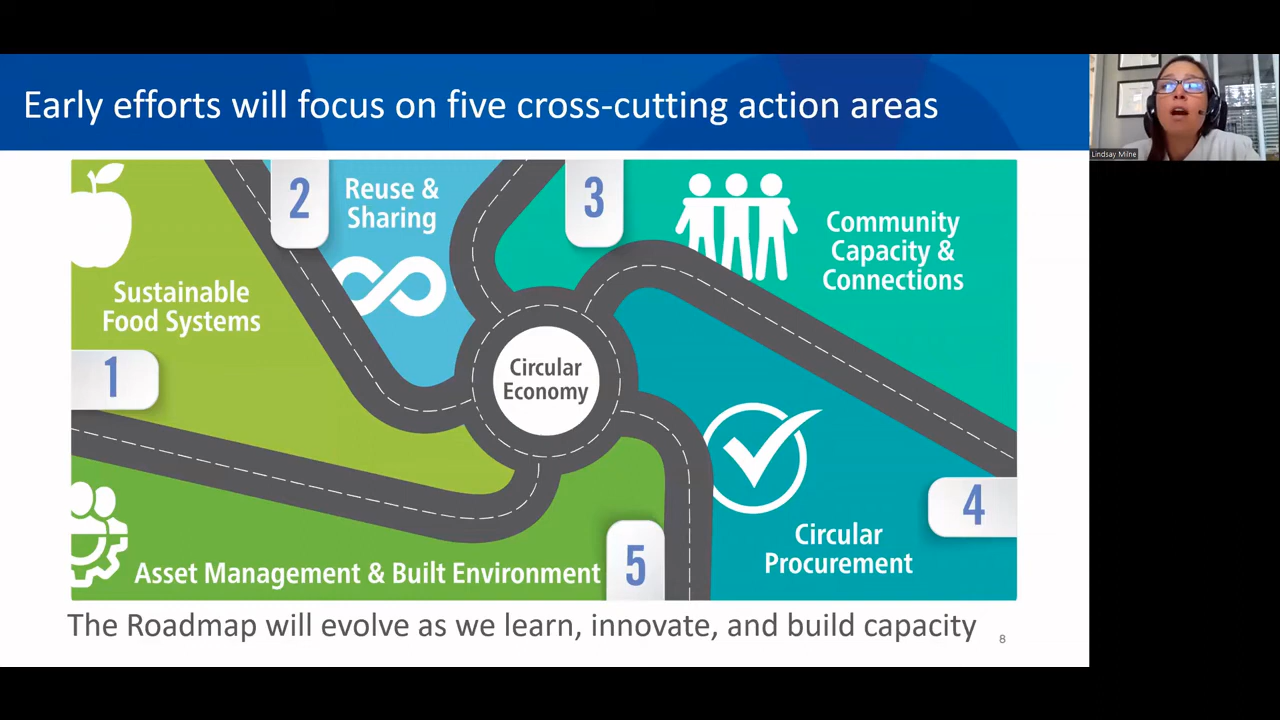 Early efforts will focus on five cross-cutting action areas
Lindsay Milne
2
Reuse &
Sharing
3
Community
Capacity &
Connections
Sustainable
Food Systems
1
Circular
Economy
4
Circular
Procurement
5
Asset Management & Built Environment
The Roadmap will evolve as we learn, innovate, and build capacity
8